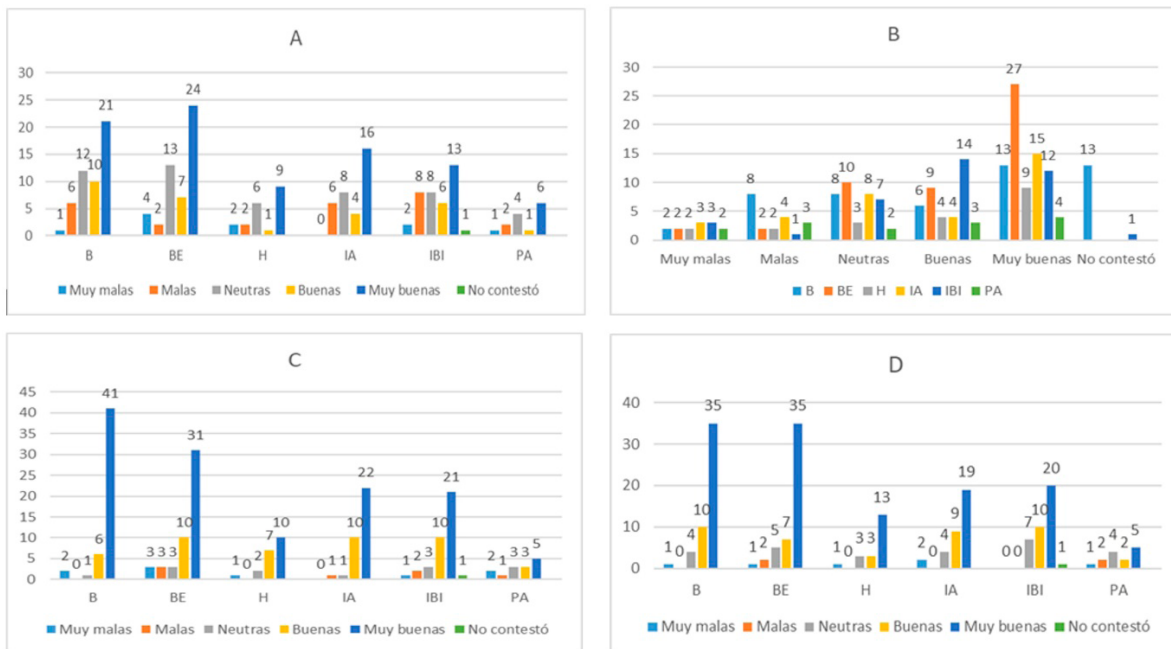 A
30
25
20
15
10
5
0
1 6 12 10 21
4 2 13 7 24
2 2 6 1 9
0 6 8 4 16
2 8 8 6 13 1
1 2 4 1 6
B BE H IA IBI PA
Muy malas Malas Neutras Buenas Muy buenas No contestó
B
30
25
20
15
10
5
0
2 2 2 3 3 2
8 2 2 4 1 3
8 10 3 8 7 2
6 9 4 4 14 3
13 27 9 15 12 4
13 1
Muy malas Malas Neutras Buenas Muy buenas No contestó
B BE H IA IBI PA
C
45
40
35
30
25
20
15
10
5
0
2 0 1 6 41
3 3 3 10 31
1 0 2 7 10
0 1 1 10 22
1 2 3 10 21 1
2 1 3 3 5
B BE H IA IBI PA
Muy malas Malas Neutras Buenas Muy buenas No contestó
D
40
30
20
10
0
1 0 4 10 35
1 2 5 7 35
1 0 3 3 13
2 0 4 9 19
0 0 7 10 20 1
1 2 4 2 5
B BE H IA IBI PA
Muy malas Malas Neutras Buenas Muy buenas No contestó